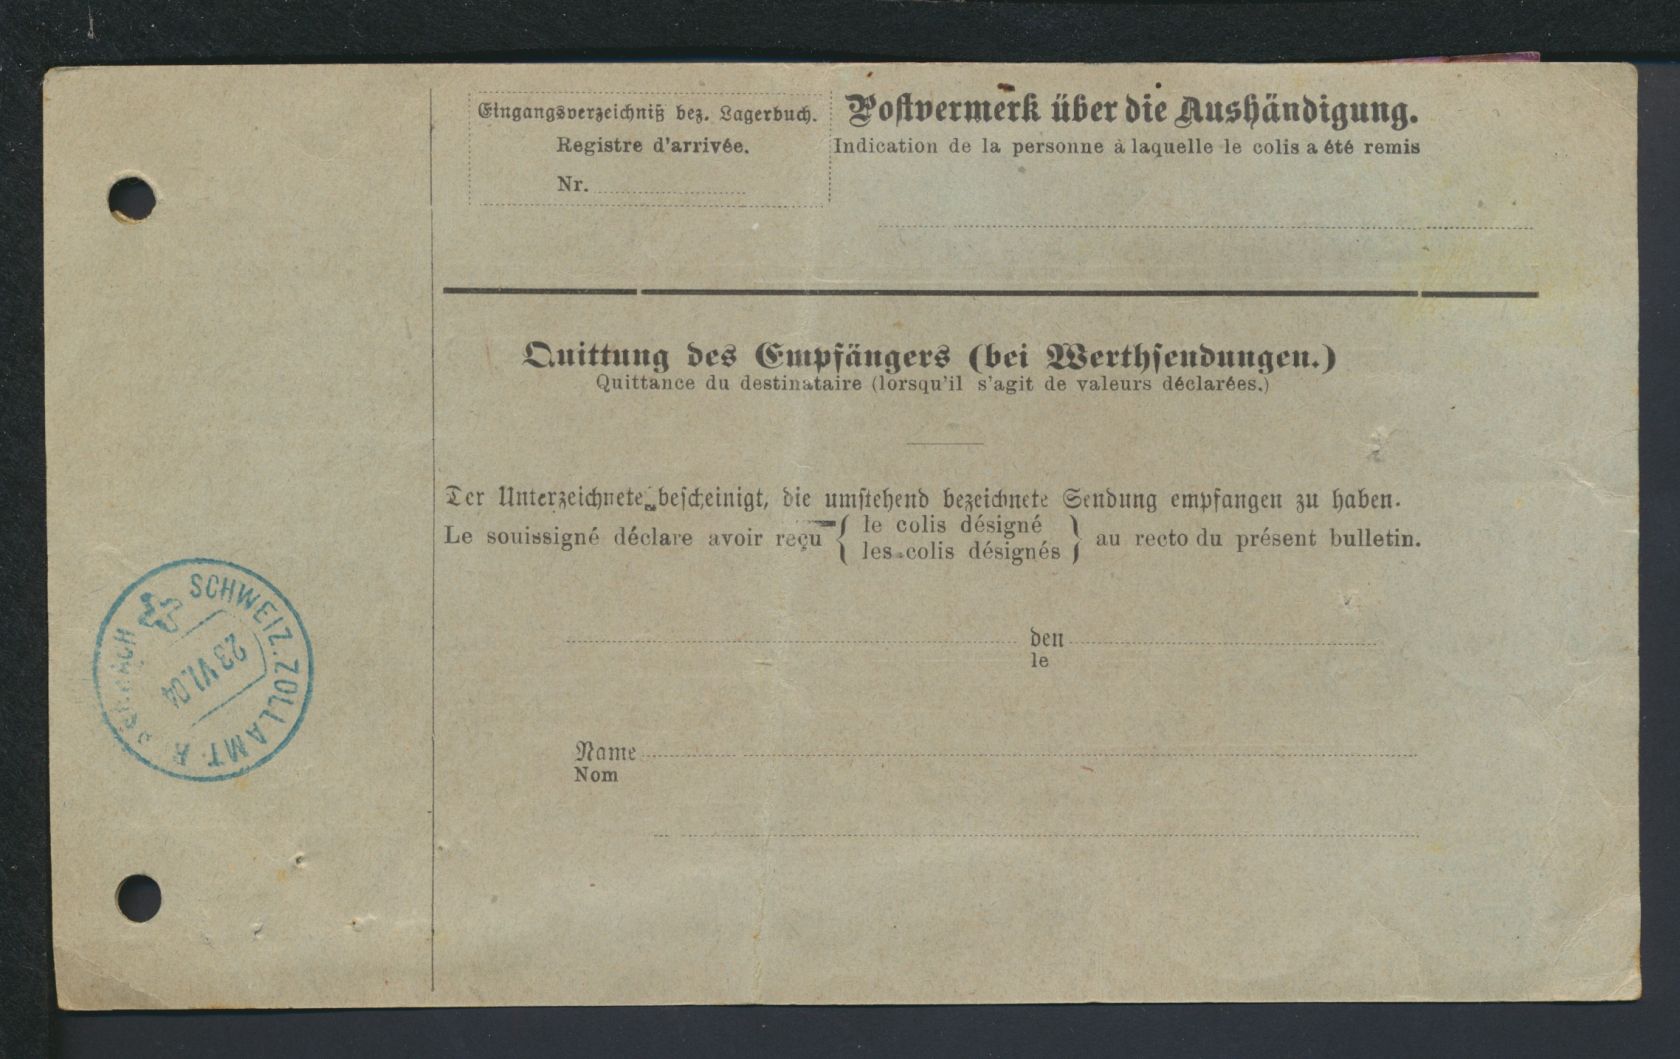 Eingangsverzeichniß bez. Lagerbuch.
Registre d'arrivée.
Nr.
Postvermerk über die Aushändigung.
Indication de la personne à laquelle le colis a été remis
Quittung des Empfängers (bei Werthsendungen.)
Quittance du destinataire (lorsqu'il s'agit de valeurs déclarées.)
Der Unterzeichnete bescheinigt, die umstehend bezeichnete Sendung empfangen zu haben.
Le souissigné déclare avoir reçu { le colis désigné
les colis désignés } au recto du présent bulletin.
den
le
Name
Nom
SCHWEIZ. ZOLLAMT
23 VI. 04